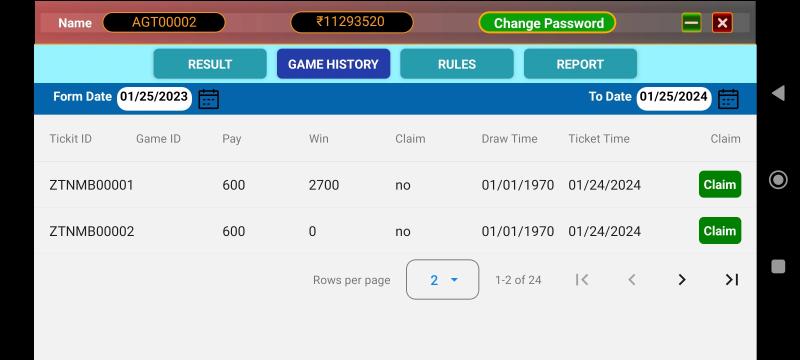 Name AGT00002 ₹11293520 Change Password
RESULT GAME HISTORY RULES REPORT
Form Date 01/25/2023 To Date 01/25/2024
Tickit ID Game ID Pay Win Claim Draw Time Ticket Time Claim
ZTNMB00001 600 2700 no 01/01/1970 01/24/2024 Claim
ZTNMB00002 600 0 no 01/01/1970 01/24/2024 Claim
Rows per page 2 1-2 of 24